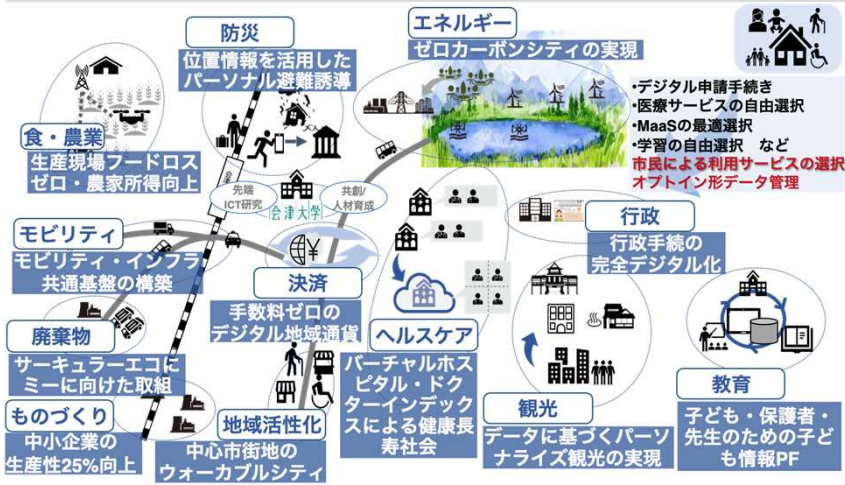 防災
位置情報を活用した
パーソナル避難誘導
エネルギー
ゼロカーボンシティの実現
•デジタル申請手続き
•医療サービスの自由選択
•MaaSの最適選択
•学習の自由選択 など
市民による利用サービスの選択
オプトイン形データ管理
食・農業
生産現場フードロス
ゼロ・農家所得向上
先端
ICT研究
会津大学
共創/
人材育成
行政
行政手続の
完全デジタル化
モビリティ
モビリティ・インフラ
共通基盤の構築
決済
手数料ゼロの
デジタル地域通貨
廃棄物
サーキュラーエコに
ミーに向けた取組
ヘルスケア
バーチャルホス
ピタル・ドク
ターインデック
スによる健康長
寿社会
ものづくり
中小企業の
生産性25%向上
地域活性化
中心市街地の
ウォーカブルシティ
観光
データに基づくパーソ
ナライズ観光の実現
教育
子ども・保護者・
先生のための子ど
も情報PF